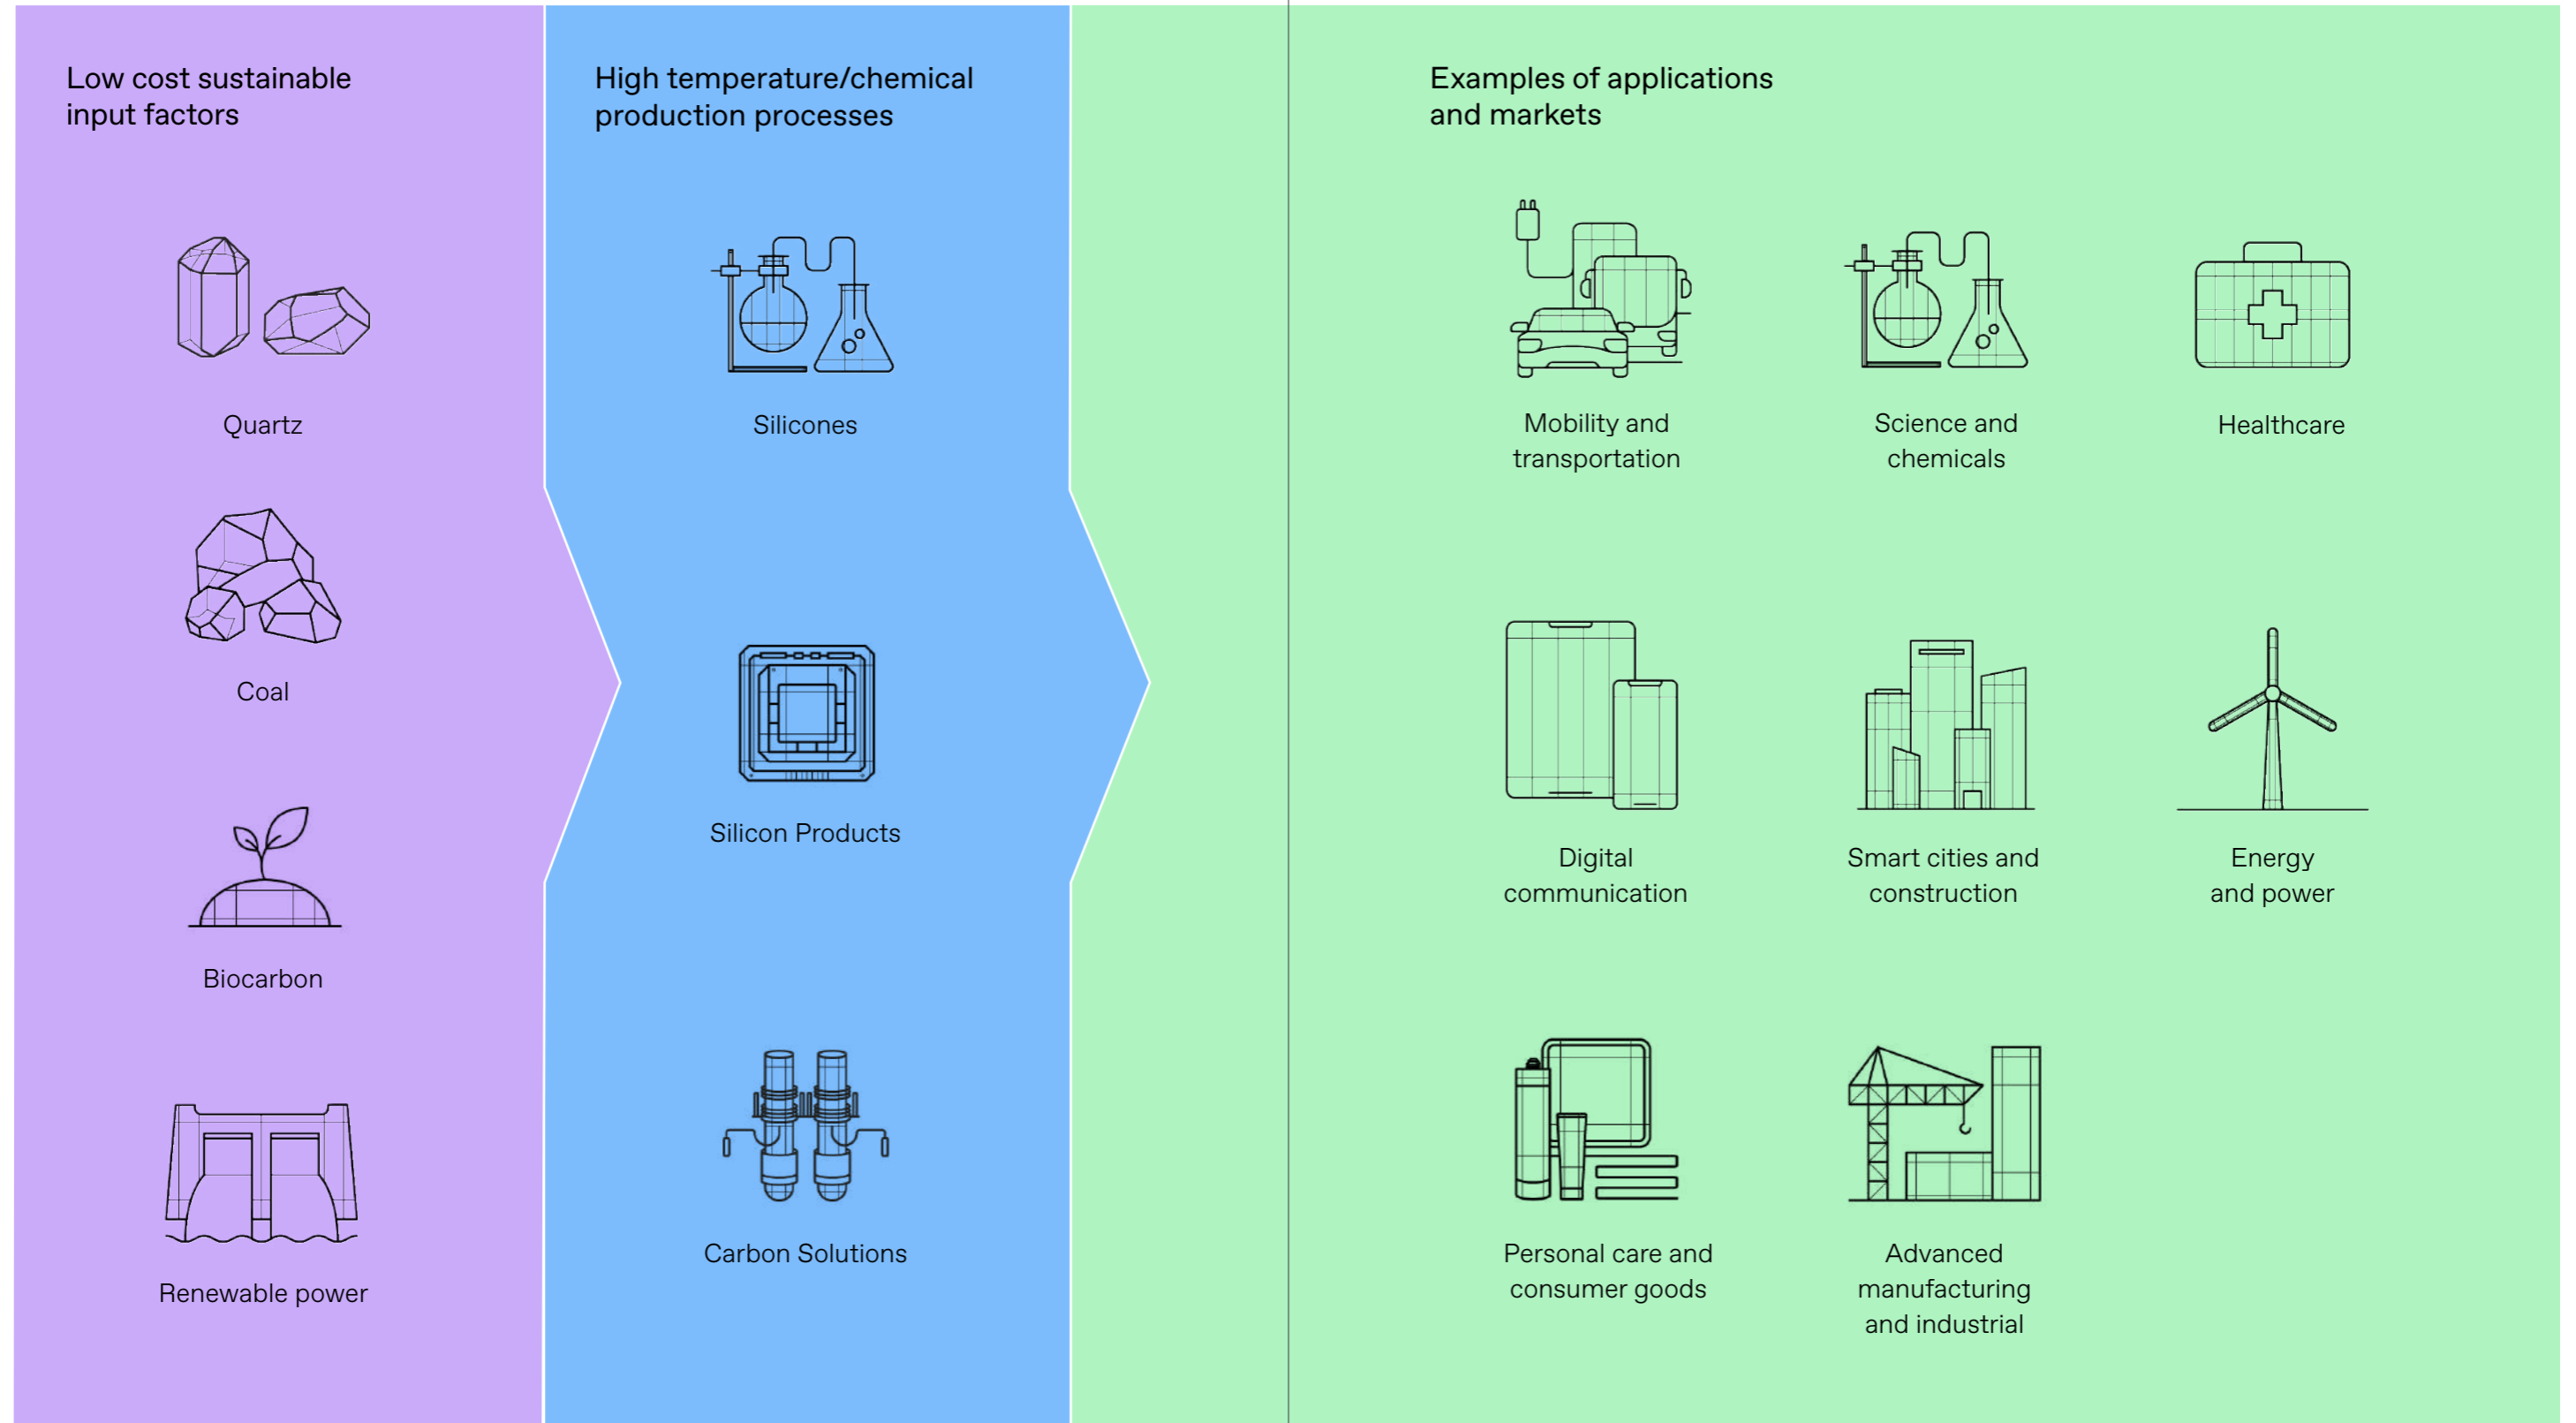 Low cost sustainable
input factors
Quartz
Coal
Biocarbon
Renewable power
High temperature/chemical
production processes
Silicones
Silicon Products
Carbon Solutions
Examples of applications
and markets
Mobility and
transportation
Science and
chemicals
Healthcare
Digital
communication
Smart cities and
construction
Energy
and power
Personal care and
consumer goods
Advanced
manufacturing
and industrial